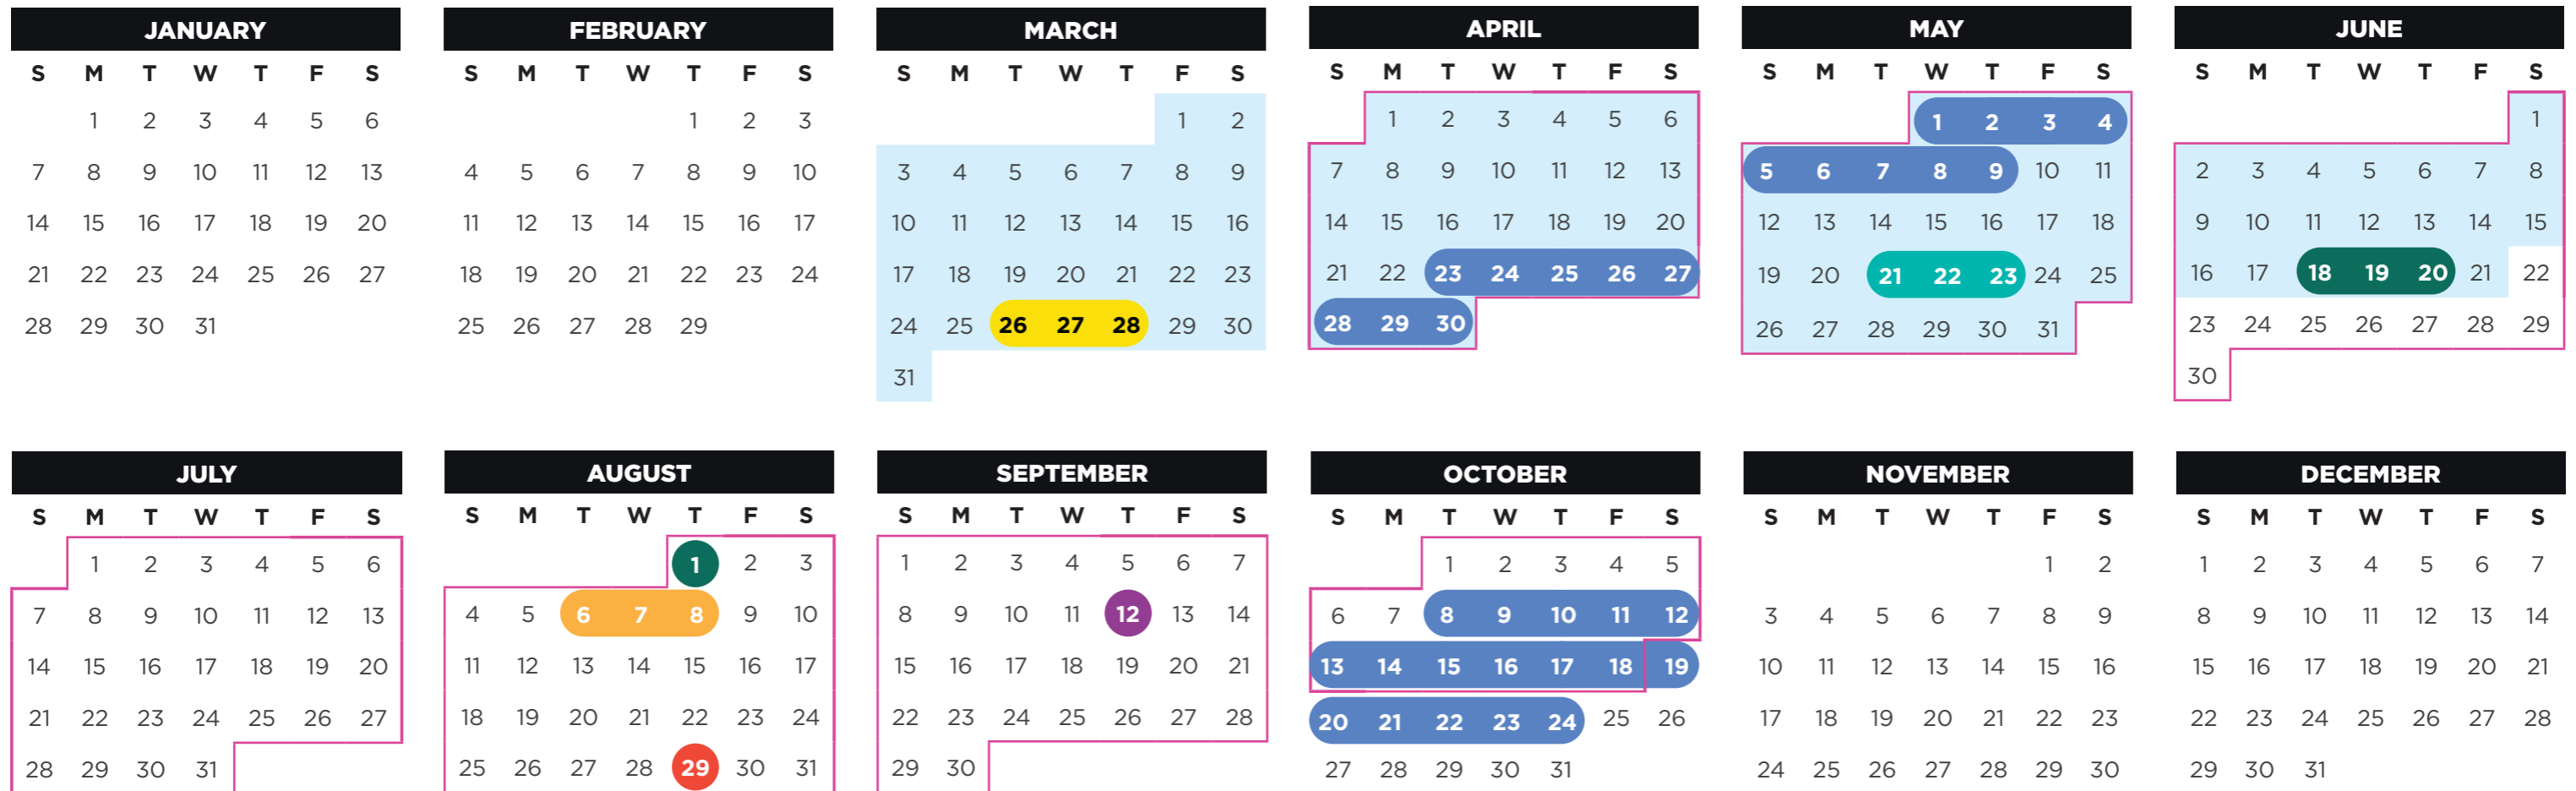 JANUARY
S M T W T F S
1 2 3 4 5 6
7 8 9 10 11 12 13
14 15 16 17 18 19 20
21 22 23 24 25 26 27
28 29 30 31
FEBRUARY
S M T W T F S
1 2 3
4 5 6 7 8 9 10
11 12 13 14 15 16 17
18 19 20 21 22 23 24
25 26 27 28 29
MARCH
S M T W T F S
1 2
3 4 5 6 7 8 9
10 11 12 13 14 15 16
17 18 19 20 21 22 23
24 25 26 27 28 29 30
31
APRIL
S M T W T F S
1 2 3 4 5 6
7 8 9 10 11 12 13
14 15 16 17 18 19 20
21 22 23 24 25 26 27
28 29 30
MAY
S M T W T F S
1 2 3 4
5 6 7 8 9 10 11
12 13 14 15 16 17 18
19 20 21 22 23 24 25
26 27 28 29 30 31
JUNE
S M T W T F S
1
2 3 4 5 6 7 8
9 10 11 12 13 14 15
16 17 18 19 20 21 22
23 24 25 26 27 28 29
30
JULY
S M T W T F S
1 2 3 4 5 6
7 8 9 10 11 12 13
14 15 16 17 18 19 20
21 22 23 24 25 26 27
28 29 30 31
AUGUST
S M T W T F S
1 2 3
4 5 6 7 8 9 10
11 12 13 14 15 16 17
18 19 20 21 22 23 24
25 26 27 28 29 30 31
SEPTEMBER
S M T W T F S
1 2 3 4 5 6 7
8 9 10 11 12 13 14
15 16 17 18 19 20 21
22 23 24 25 26 27 28
29 30
OCTOBER
S M T W T F S
1 2 3 4 5
6 7 8 9 10 11 12
13 14 15 16 17 18 19
20 21 22 23 24 25 26
27 28 29 30 31
NOVEMBER
S M T W T F S
1 2
3 4 5 6 7 8 9
10 11 12 13 14 15 16
17 18 19 20 21 22 23
24 25 26 27 28 29 30
DECEMBER
S M T W T F S
1 2 3 4 5 6 7
8 9 10 11 12 13 14
15 16 17 18 19 20 21
22 23 24 25 26 27 28
29 30 31